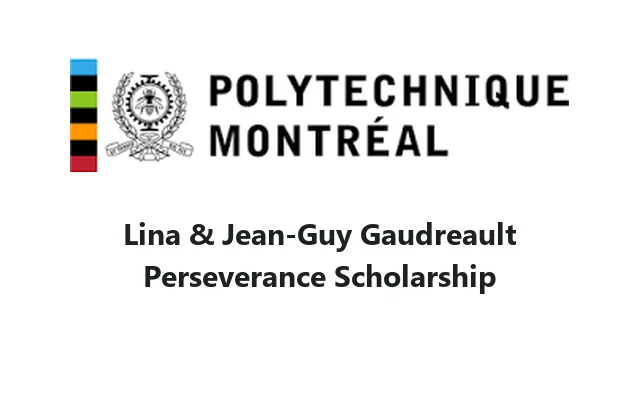 POLYTECHNIQUE
MONTRÉAL
Lina & Jean-Guy Gaudreault
Perseverance Scholarship